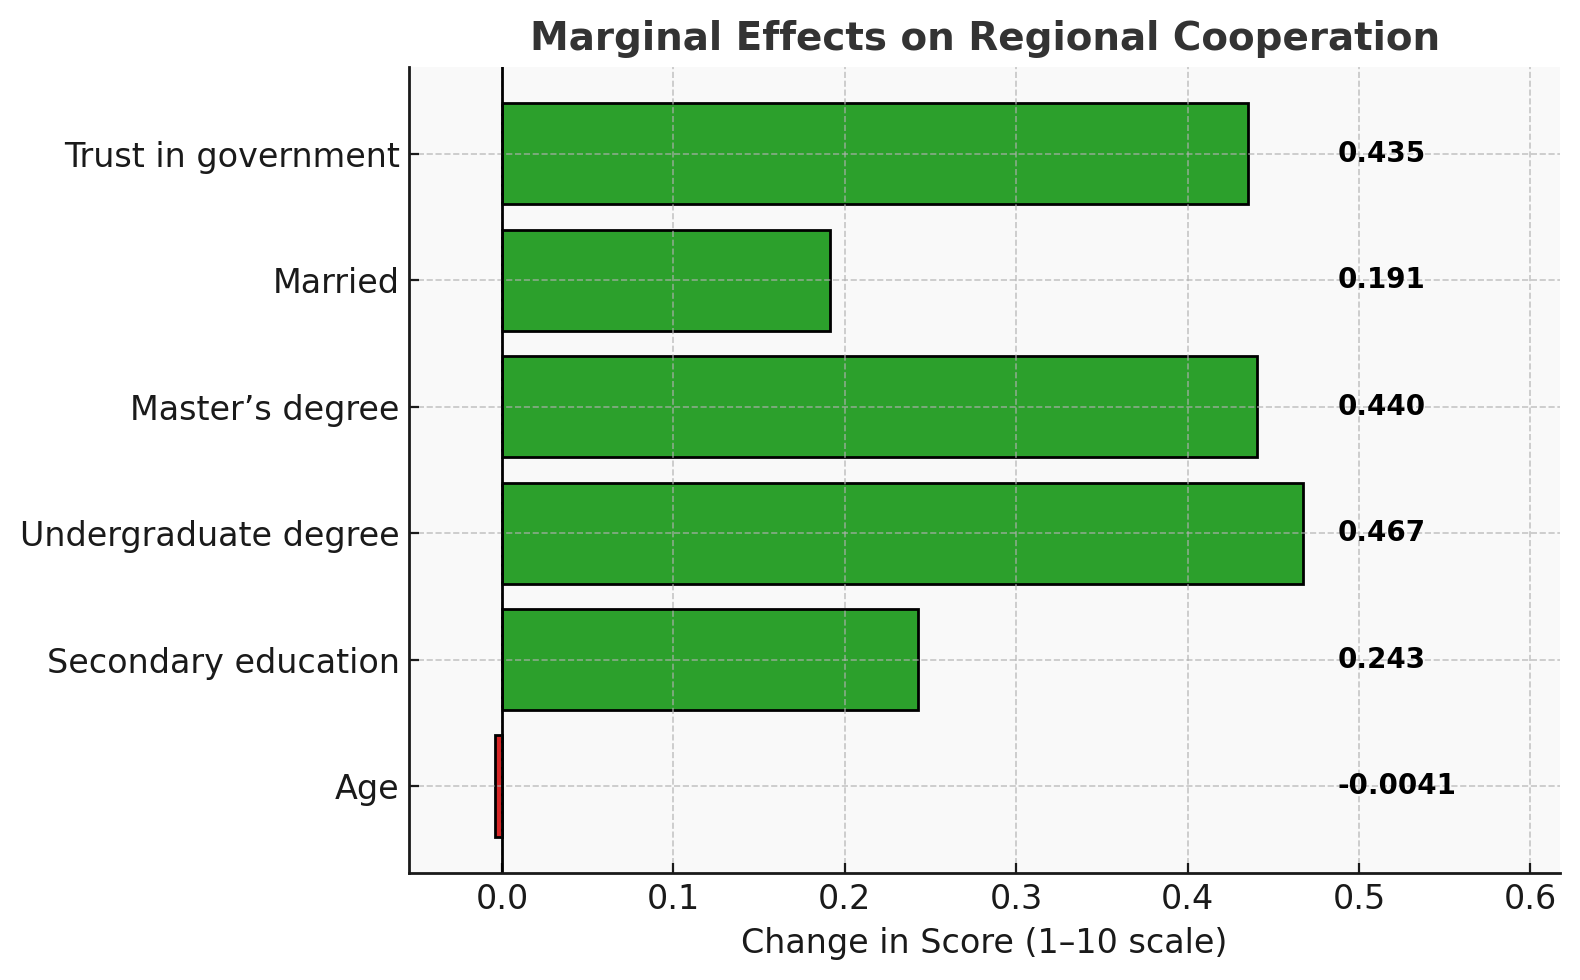 Marginal Effects on Regional Cooperation
Trust in government 0.435
Married 0.191
Master’s degree 0.440
Undergraduate degree 0.467
Secondary education 0.243
Age -0.0041
0.0 0.1 0.2 0.3 0.4 0.5 0.6
Change in Score (1–10 scale)